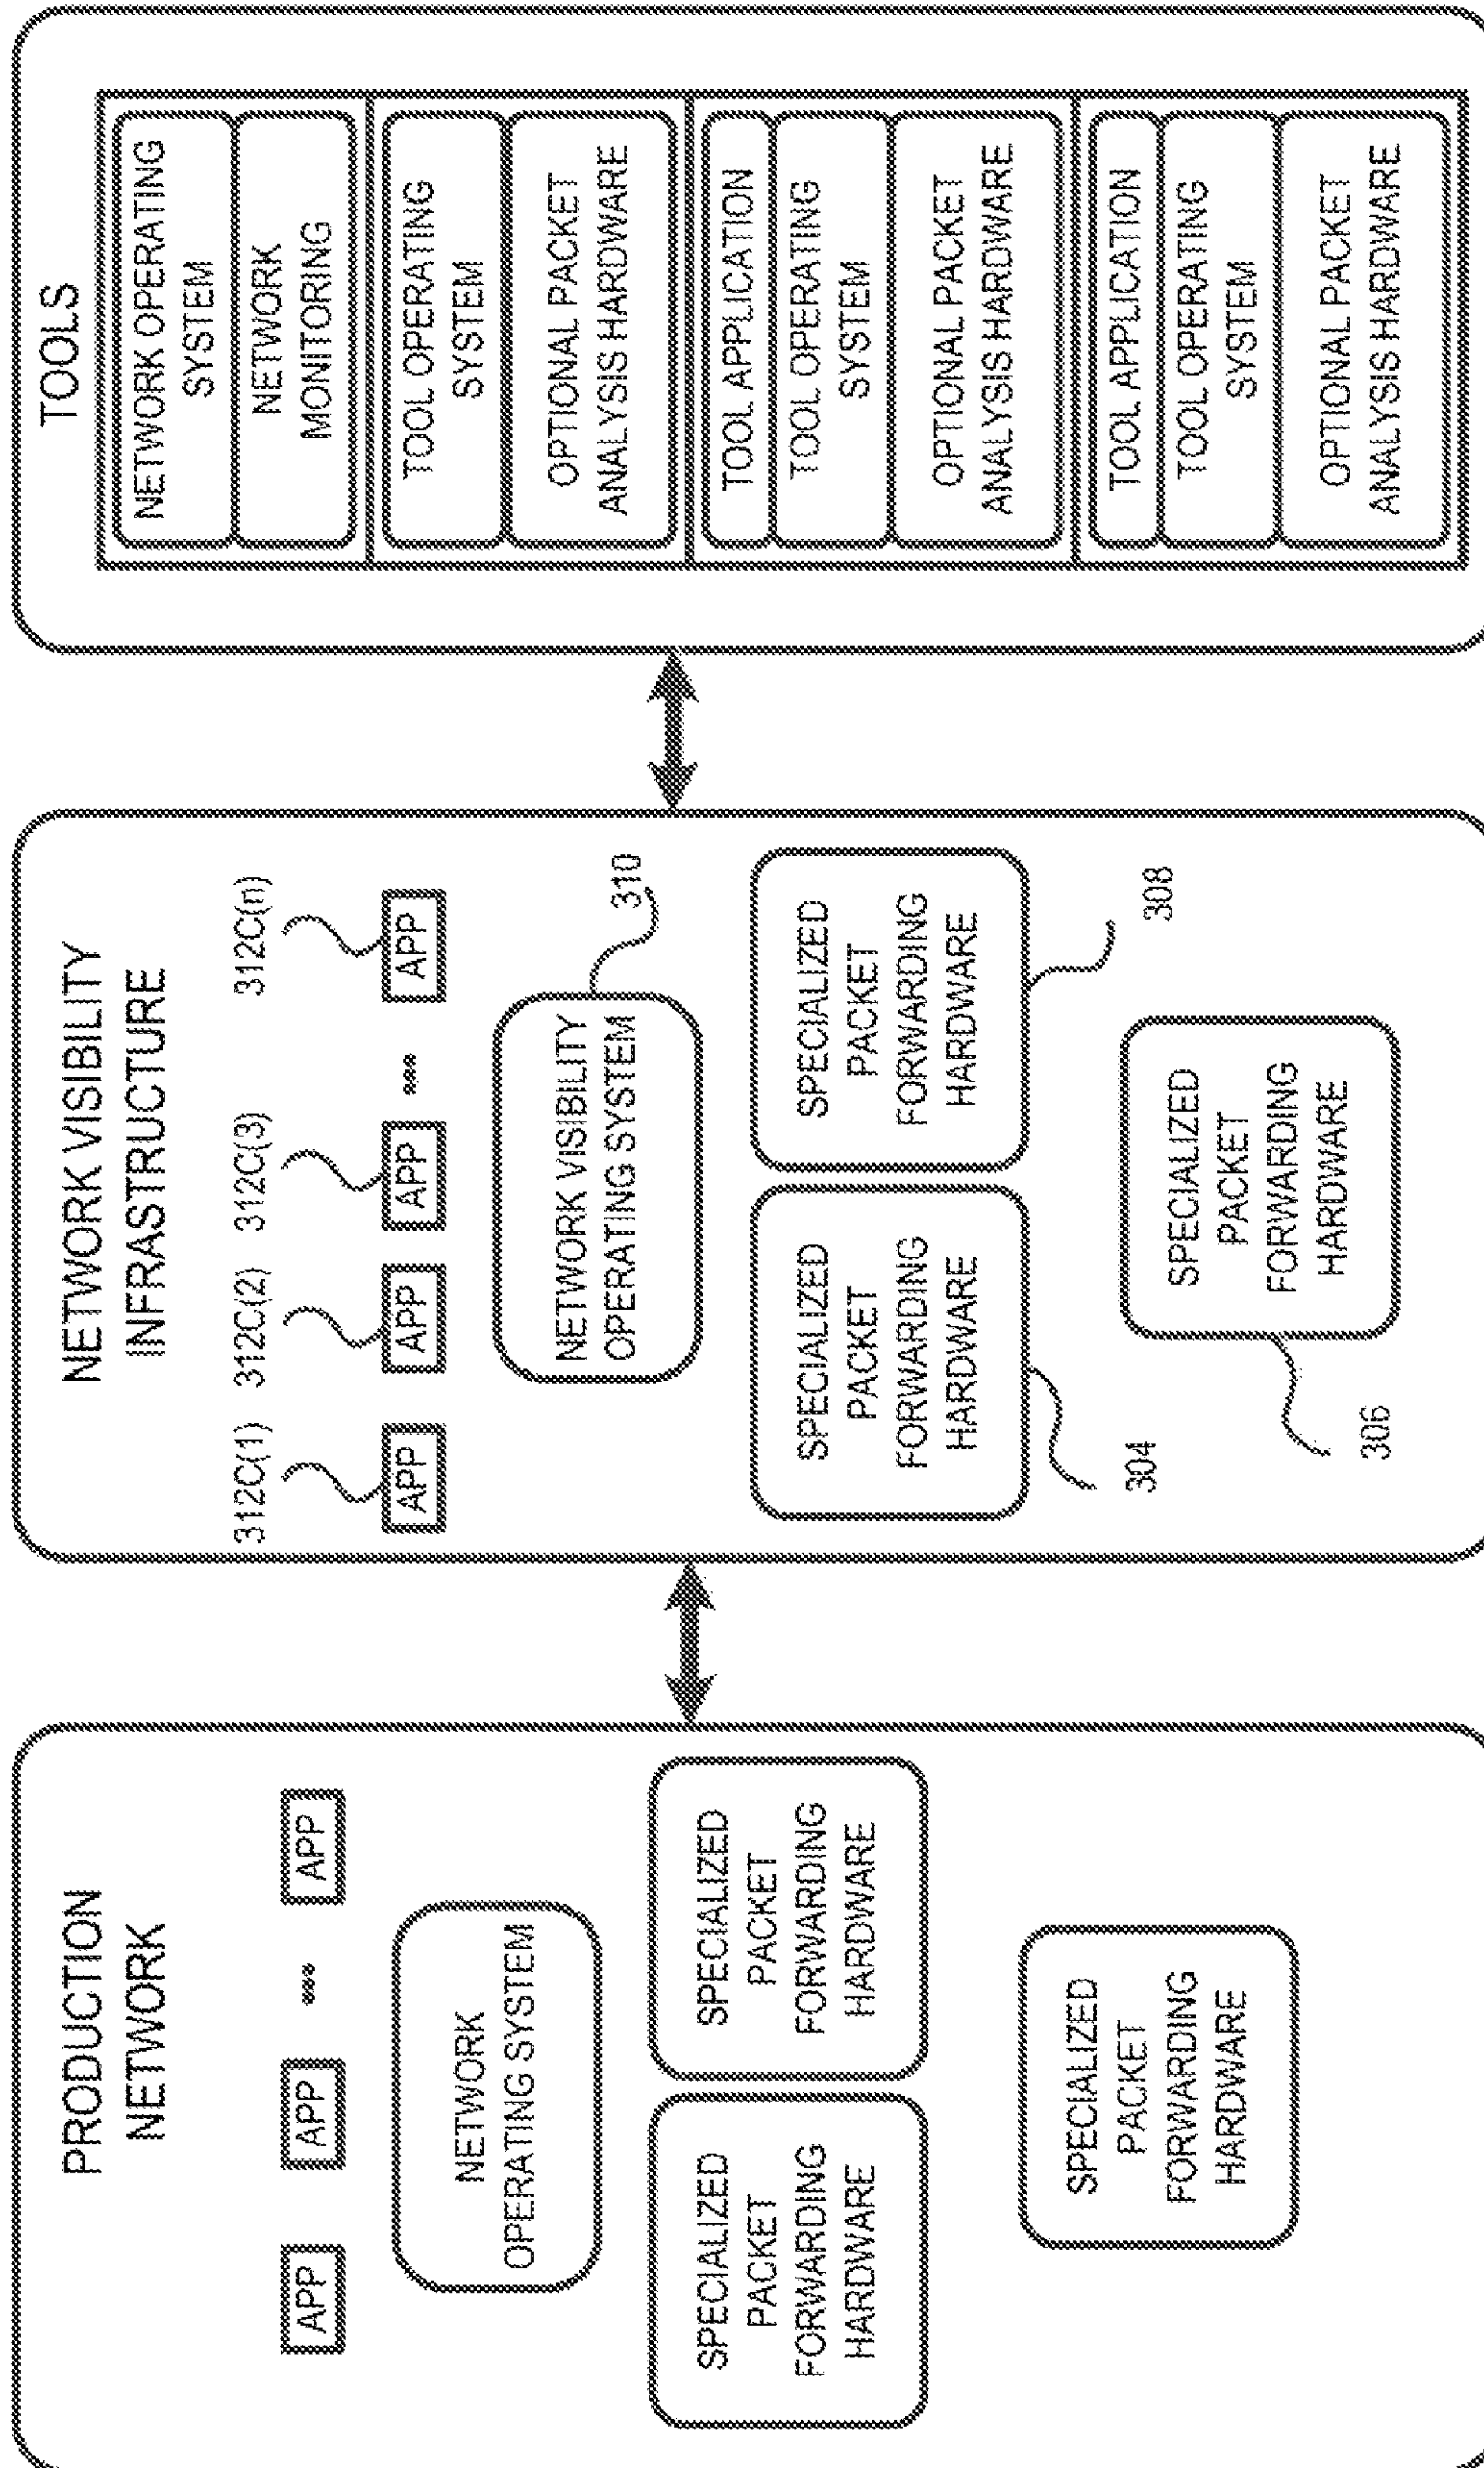 PRODUCTION
NETWORK
APP
APP
APP
NETWORK
OPERATING SYSTEM
SPECIALIZED
PACKET
FORWARDING
HARDWARE
SPECIALIZED
PACKET
FORWARDING
HARDWARE
SPECIALIZED
PACKET
FORWARDING
HARDWARE
NETWORK VISIBILITY
INFRASTRUCTURE
312C(1)
312C(2)
312C(3)
312C(n)
APP
APP
APP
APP
310
NETWORK VISIBILITY
OPERATING SYSTEM
SPECIALIZED
PACKET
FORWARDING
HARDWARE
SPECIALIZED
PACKET
FORWARDING
HARDWARE
304
308
SPECIALIZED
PACKET
FORWARDING
HARDWARE
306
TOOLS
NETWORK OPERATING
SYSTEM
NETWORK
MONITORING
TOOL OPERATING
SYSTEM
OPTIONAL PACKET
ANALYSIS HARDWARE
TOOL APPLICATION
TOOL OPERATING
SYSTEM
OPTIONAL PACKET
ANALYSIS HARDWARE
TOOL APPLICATION
TOOL OPERATING
SYSTEM
OPTIONAL PACKET
ANALYSIS HARDWARE